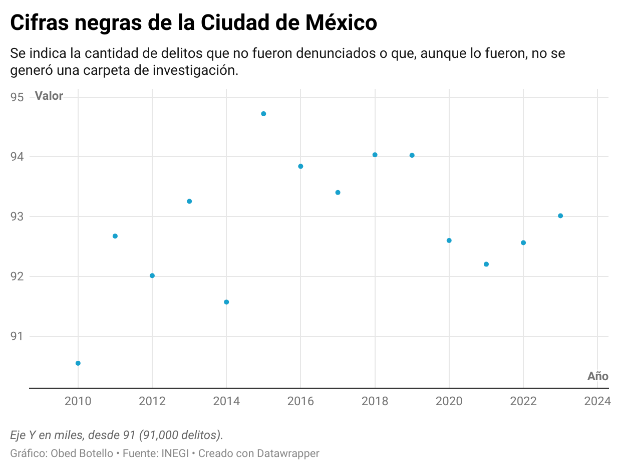 Cifras negras de la Ciudad de México
Se indica la cantidad de delitos que no fueron denunciados o que, aunque lo fueron, no se
generó una carpeta de investigación.
95 Valor
94
93
92
91
Año
2010 2012 2014 2016 2018 2020 2022 2024
Eje Y en miles, desde 91 (91,000 delitos).
Gráfico: Obed Botello • Fuente: INEGI • Creado con Datawrapper